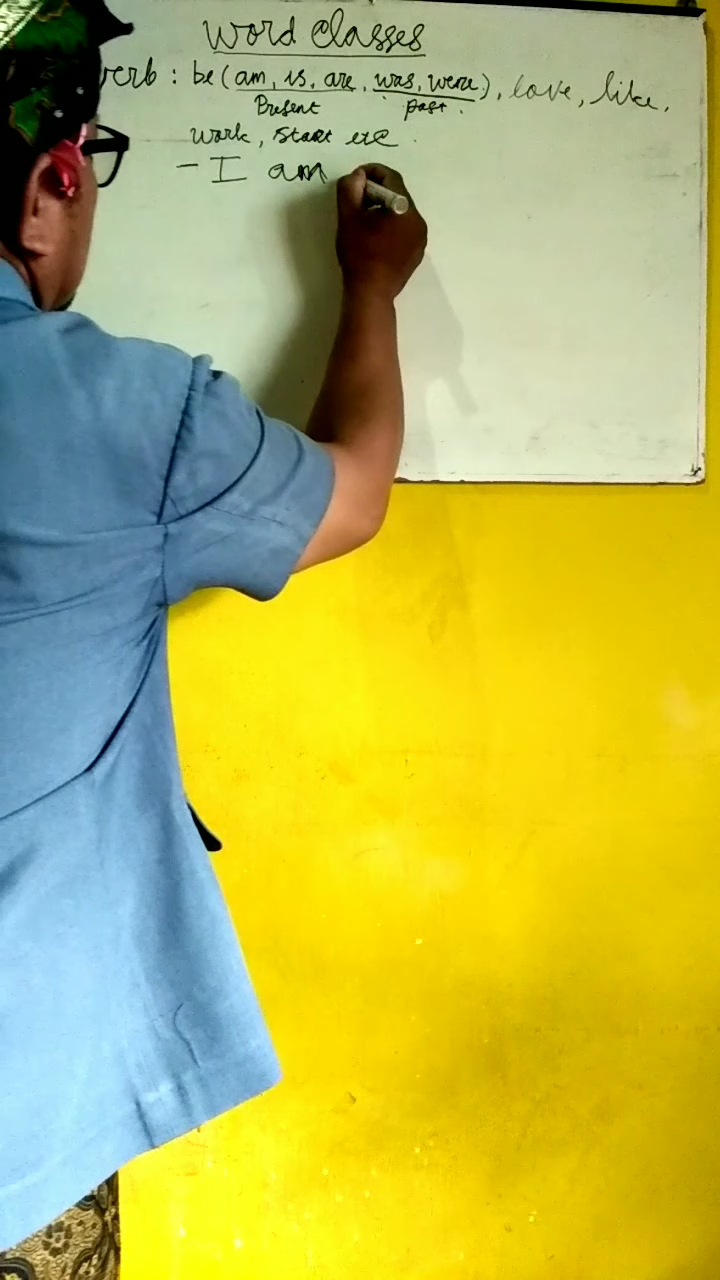 Word Classes
verb : be (am, is, are, was, were), love, like,
Present past.
work, start etc.
- I am